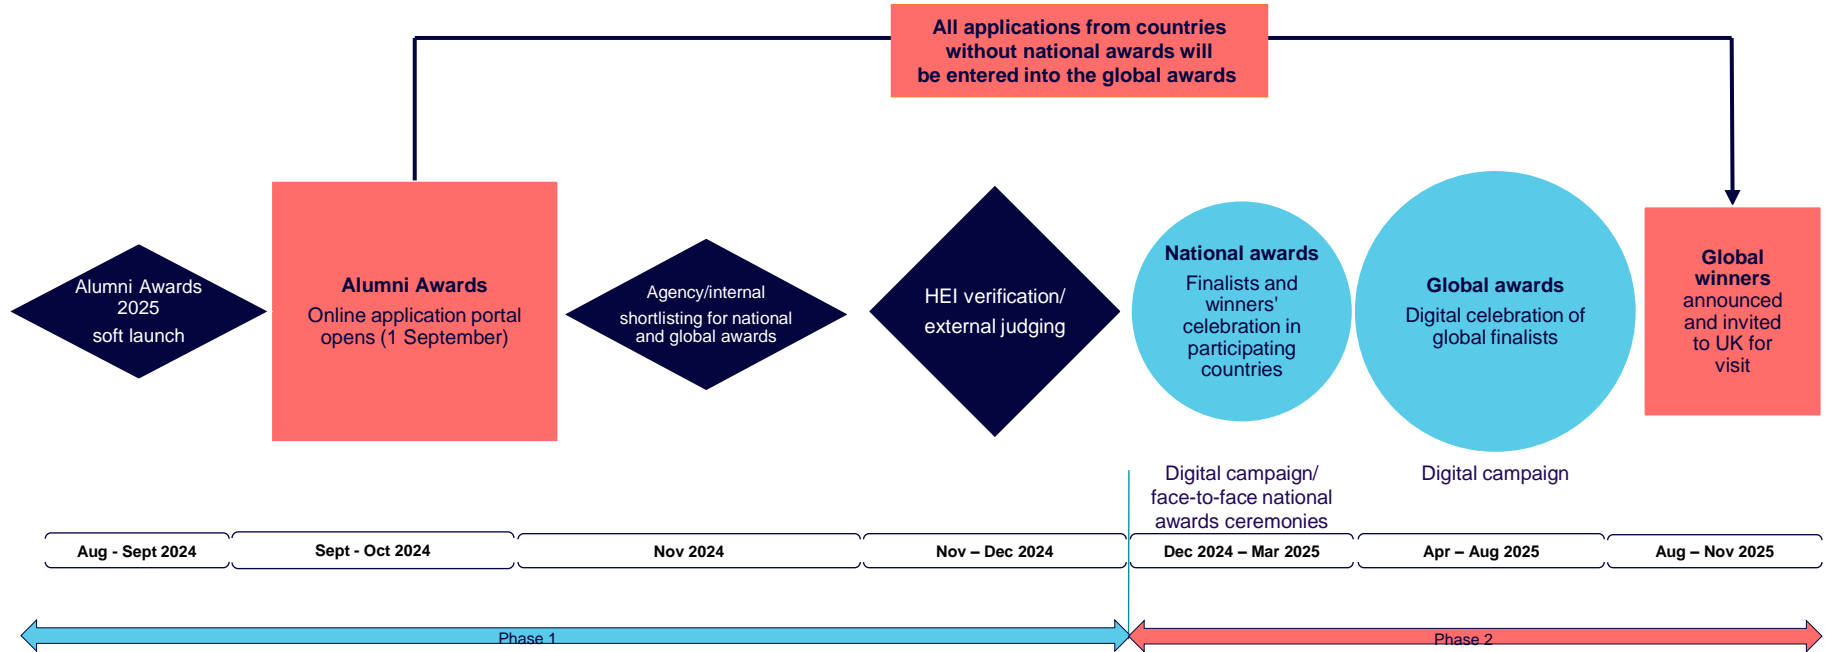 All applications from countries
without national awards will
be entered into the global awards
Alumni Awards
2025
soft launch
Alumni Awards
Online application portal
opens (1 September)
Agency/internal
shortlisting for national
and global awards
HEI verification/
external judging
National awards
Finalists and
winners'
celebration in
participating
countries
Global awards
Digital celebration of
global finalists
Global
winners
announced
and invited
to UK for
visit
Digital campaign/
face-to-face national
awards ceremonies
Digital campaign
Aug - Sept 2024
Sept - Oct 2024
Nov 2024
Nov – Dec 2024
Dec 2024 – Mar 2025
Apr – Aug 2025
Aug – Nov 2025
Phase 1
Phase 2